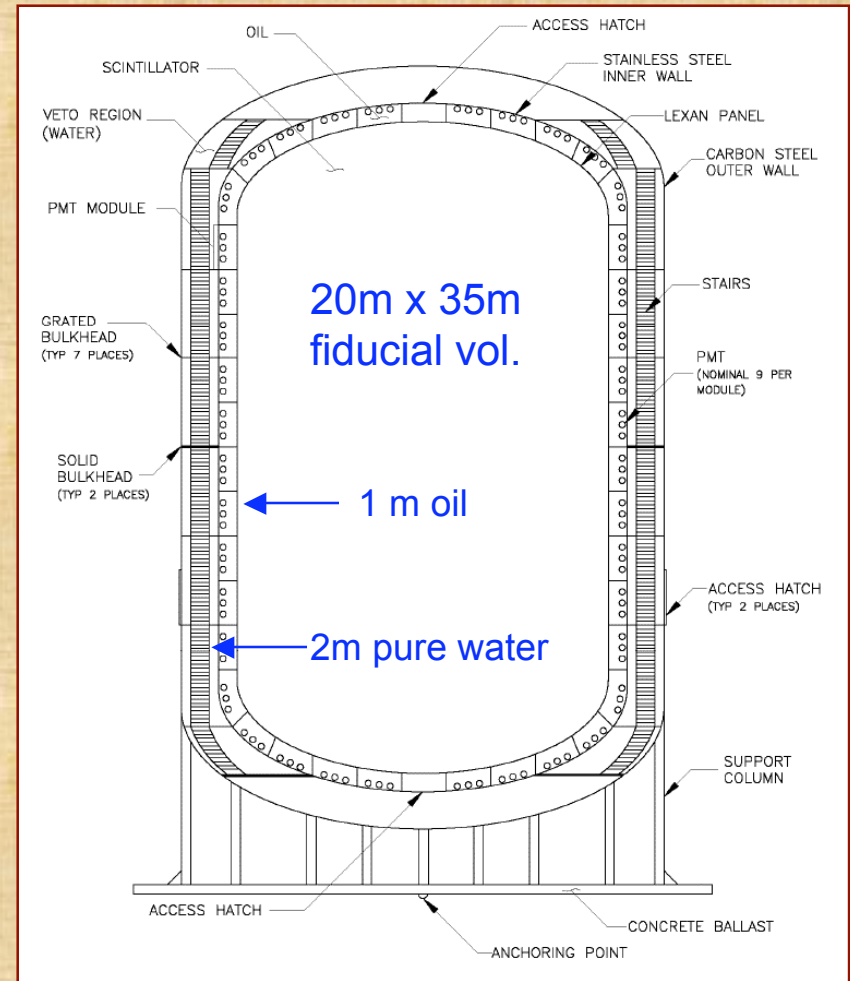 OIL
ACCESS HATCH
SCINTILLATOR
STAINLESS STEEL
INNER WALL
VETO REGION
(WATER)
LEXAN PANEL
CARBON STEEL
OUTER WALL
PMT MODULE
20m x 35m
fiducial vol.
STAIRS
GRATED
BULKHEAD
(TYP 7 PLACES)
PMT
(NOMINAL 9 PER
MODULE)
SOLID
BULKHEAD
(TYP 2 PLACES)
1 m oil
ACCESS HATCH
(TYP 2 PLACES)
2m pure water
SUPPORT
COLUMN
ACCESS HATCH
CONCRETE BALLAST
ANCHORING POINT